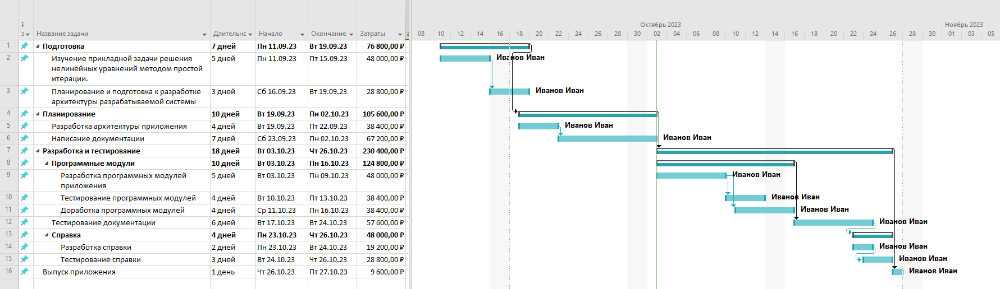 Октябрь 2023 Ноябрь 2023
Название задачи Длительнс Начало Окончание Затраты 08 10 12 14 16 18 20 22 24 26 28 30 02 04 06 08 10 12 14 16 18 20 22 24 26 28 30 01 03 05
1 Подготовка 7 дней Пн 11.09.23 Вт 19.09.23 76 800,00 ₽
2 Изучение прикладной задачи решения 5 дней Пн 11.09.23 Пт 15.09.23 48 000,00 ₽ Иванов Иван
нелинейных уравнений методом простой
итерации.
3 Планирование и подготовка к разработке 3 дней Сб 16.09.23 Вт 19.09.23 28 800,00 ₽ Иванов Иван
архитектуры разрабатываемой системы
4 Планирование 10 дней Вт 19.09.23 Пн 02.10.23 105 600,00 ₽
5 Разработка архитектуры приложения 4 дней Вт 19.09.23 Пт 22.09.23 38 400,00 ₽ Иванов Иван
6 Написание документации 7 дней Сб 23.09.23 Пн 02.10.23 67 200,00 ₽ Иванов Иван
7 Разработка и тестирование 18 дней Вт 03.10.23 Чт 26.10.23 230 400,00 ₽
8 Программные модули 10 дней Вт 03.10.23 Пн 16.10.23 124 800,00 ₽
9 Разработка программных модулей 5 дней Вт 03.10.23 Пн 09.10.23 48 000,00 ₽ Иванов Иван
приложения
10 Тестирование программных модулей 4 дней Вт 10.10.23 Пт 13.10.23 38 400,00 ₽ Иванов Иван
11 Доработка программных модулей 4 дней Ср 11.10.23 Пн 16.10.23 38 400,00 ₽ Иванов Иван
12 Тестирование документации 6 дней Вт 17.10.23 Вт 24.10.23 57 600,00 ₽ Иванов Иван
13 Справка 4 дней Пн 23.10.23 Чт 26.10.23 48 000,00 ₽
14 Разработка справки 2 дней Пн 23.10.23 Вт 24.10.23 19 200,00 ₽ Иванов Иван
15 Тестирование справки 3 дней Вт 24.10.23 Чт 26.10.23 28 800,00 ₽ Иванов Иван
16 Выпуск приложения 1 день Чт 26.10.23 Пт 27.10.23 9 600,00 ₽ Иванов Иван